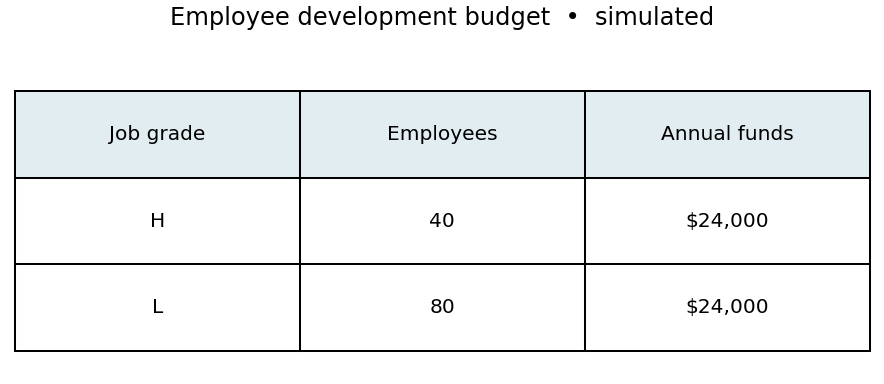 Employee development budget • simulated
Job grade Employees Annual funds
H 40 $24,000
L 80 $24,000